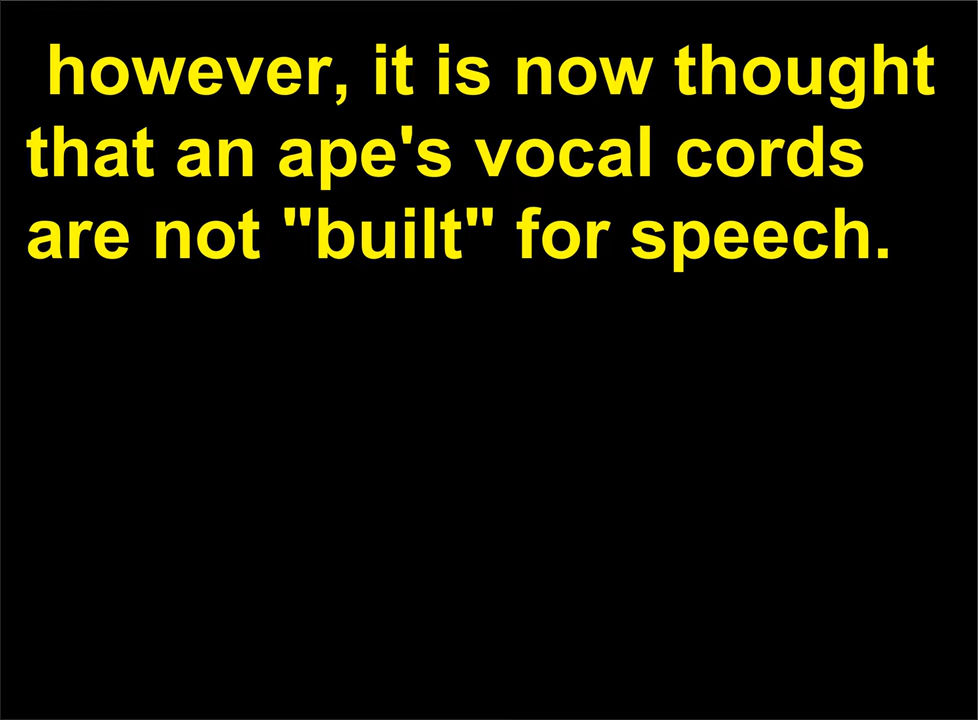 however, it is now thought
that an ape's vocal cords
are not "built" for speech.